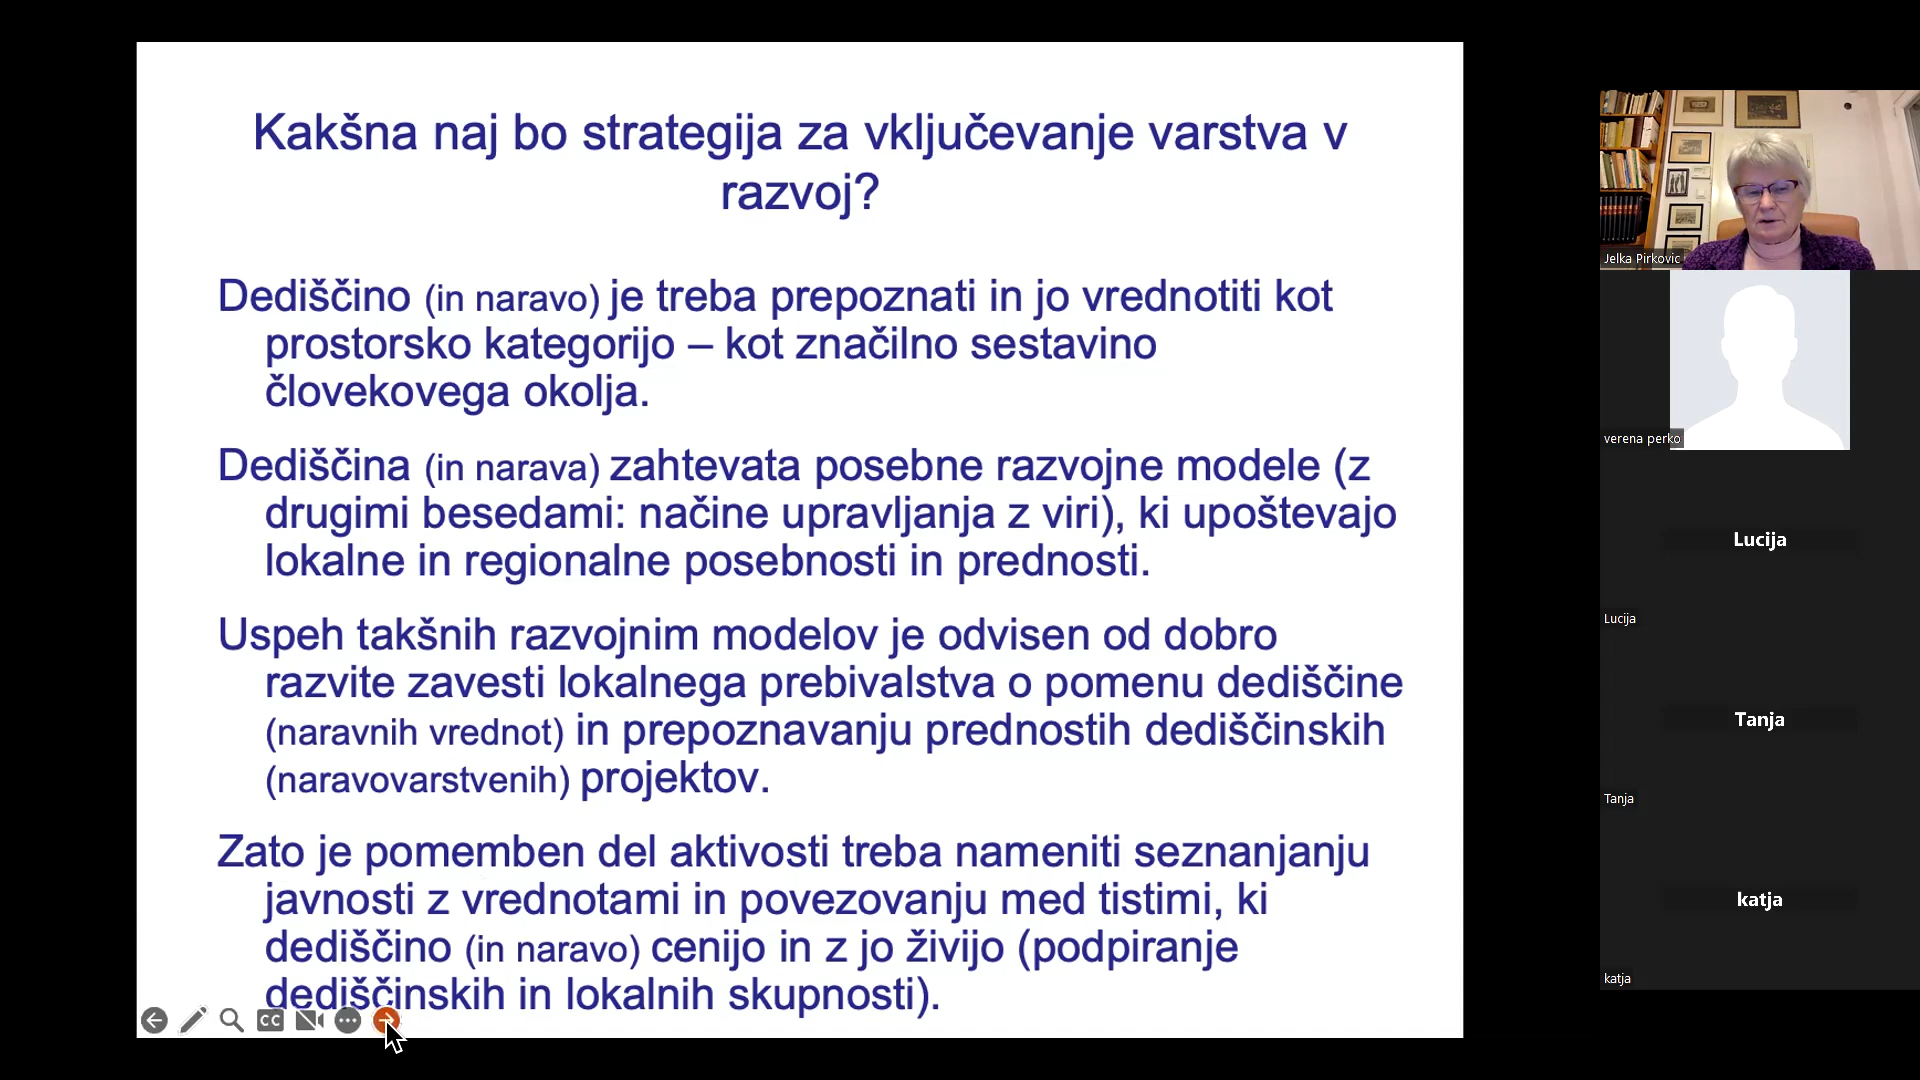 Kakšna naj bo strategija za vključevanje varstva v
razvoj?
Dediščino (in naravo) je treba prepoznati in jo vrednotiti kot
prostorsko kategorijo – kot značilno sestavino
človekovega okolja.
Dediščina (in narava) zahtevata posebne razvojne modele (z
drugimi besedami: načine upravljanja z viri), ki upoštevajo
lokalne in regionalne posebnosti in prednosti.
Uspeh takšnih razvojnim modelov je odvisen od dobro
razvite zavesti lokalnega prebivalstva o pomenu dediščine
(naravnih vrednot) in prepoznavanju prednostih dediščinskih
(naravovarstvenih) projektov.
Zato je pomemben del aktivosti treba nameniti seznanjanju
javnosti z vrednotami in povezovanju med tistimi, ki
dediščino (in naravo) cenijo in z jo živijo (podpiranje
dediščinskih in lokalnih skupnosti).
CC
Jelka Pirkovic
verena perko
Lucija
Lucija
Tanja
Tanja
katja
katja